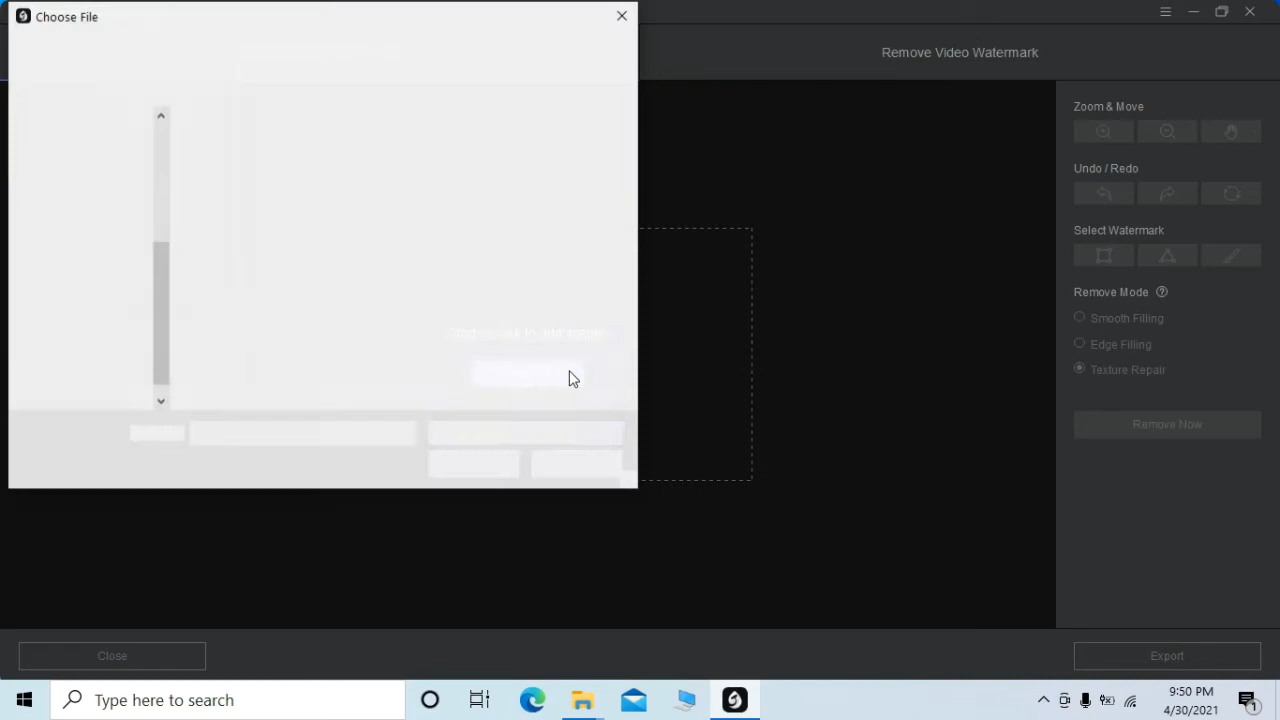 Choose File
Remove Video Watermark
Zoom & Move
Undo / Redo
Select Watermark
Remove Mode
Smooth Filling
Edge Filling
Texture Repair
Remove Now
Close
Export
Type here to search
9:50 PM
4/30/2021
1